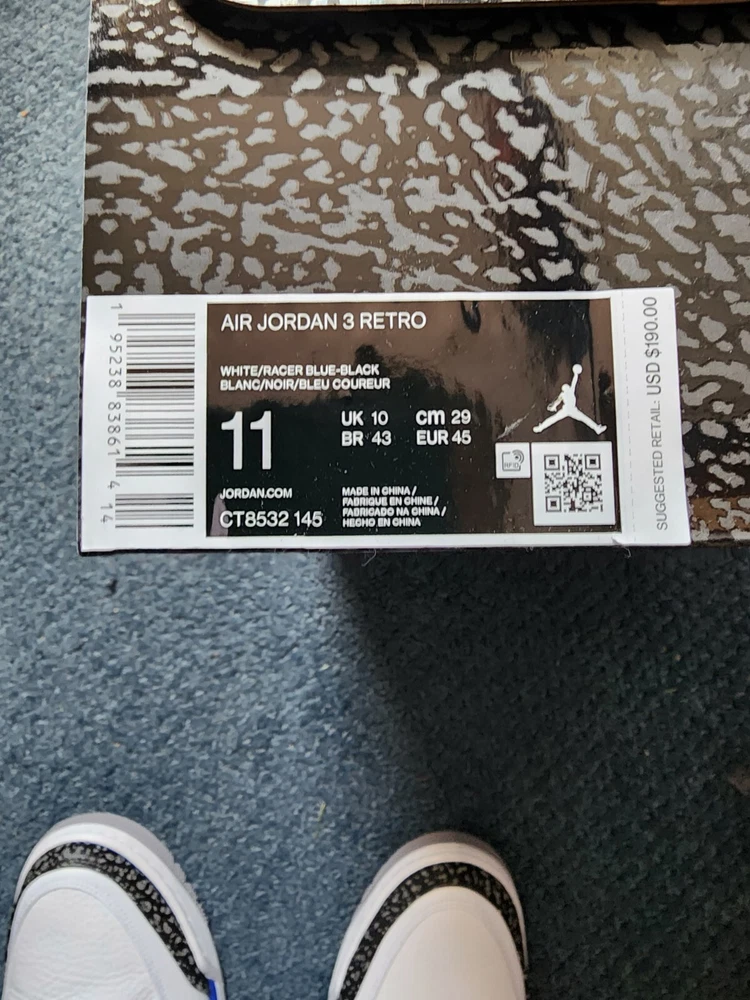 AIR JORDAN 3 RETRO
WHITE/RACER BLUE-BLACK
BLANC/NOIR/BLEU COUREUR
11
UK 10 cm 29
BR 43 EUR 45
RFID
JORDAN.COM
CT8532 145
MADE IN CHINA /
FABRIQUE EN CHINE /
FABRICADO NA CHINA /
HECHO EN CHINA
1 95238 83861 4 14
SUGGESTED RETAIL: USD $190.00